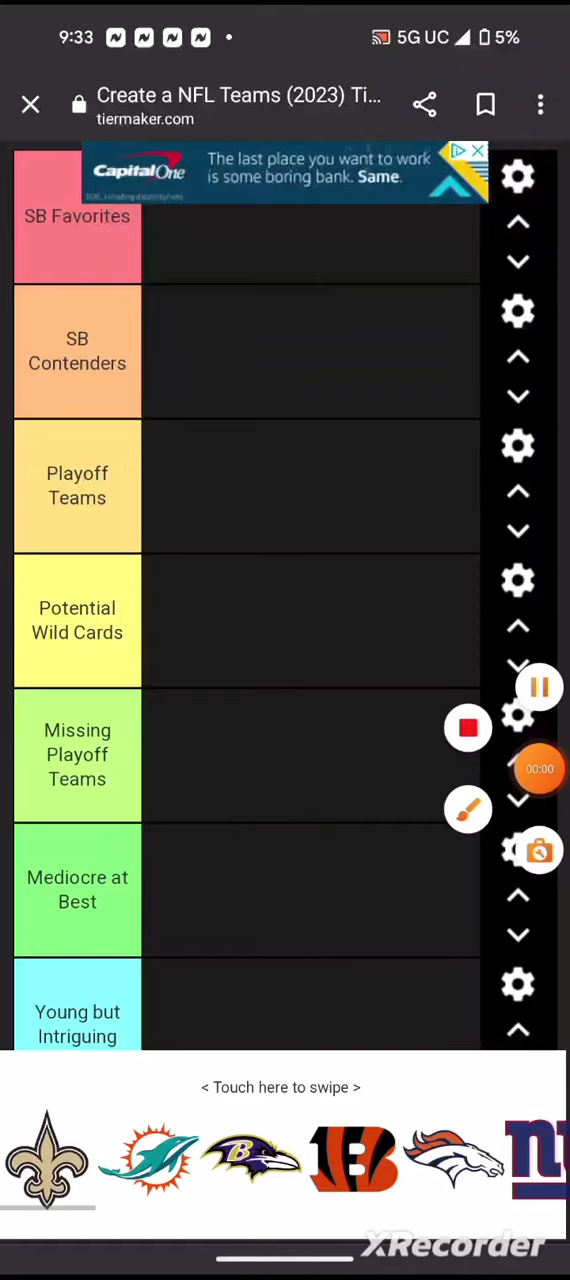 9:33
5G UC
5%
Create a NFL Teams (2023) Ti...
tiermaker.com
CapitalOne
The last place you want to work
is some boring bank. Same.
SB Favorites
SB
Contenders
Playoff
Teams
Potential
Wild Cards
Missing
Playoff
Teams
00:00
Mediocre at
Best
Young but
Intriguing
< Touch here to swipe >
B
ny
XRecorder